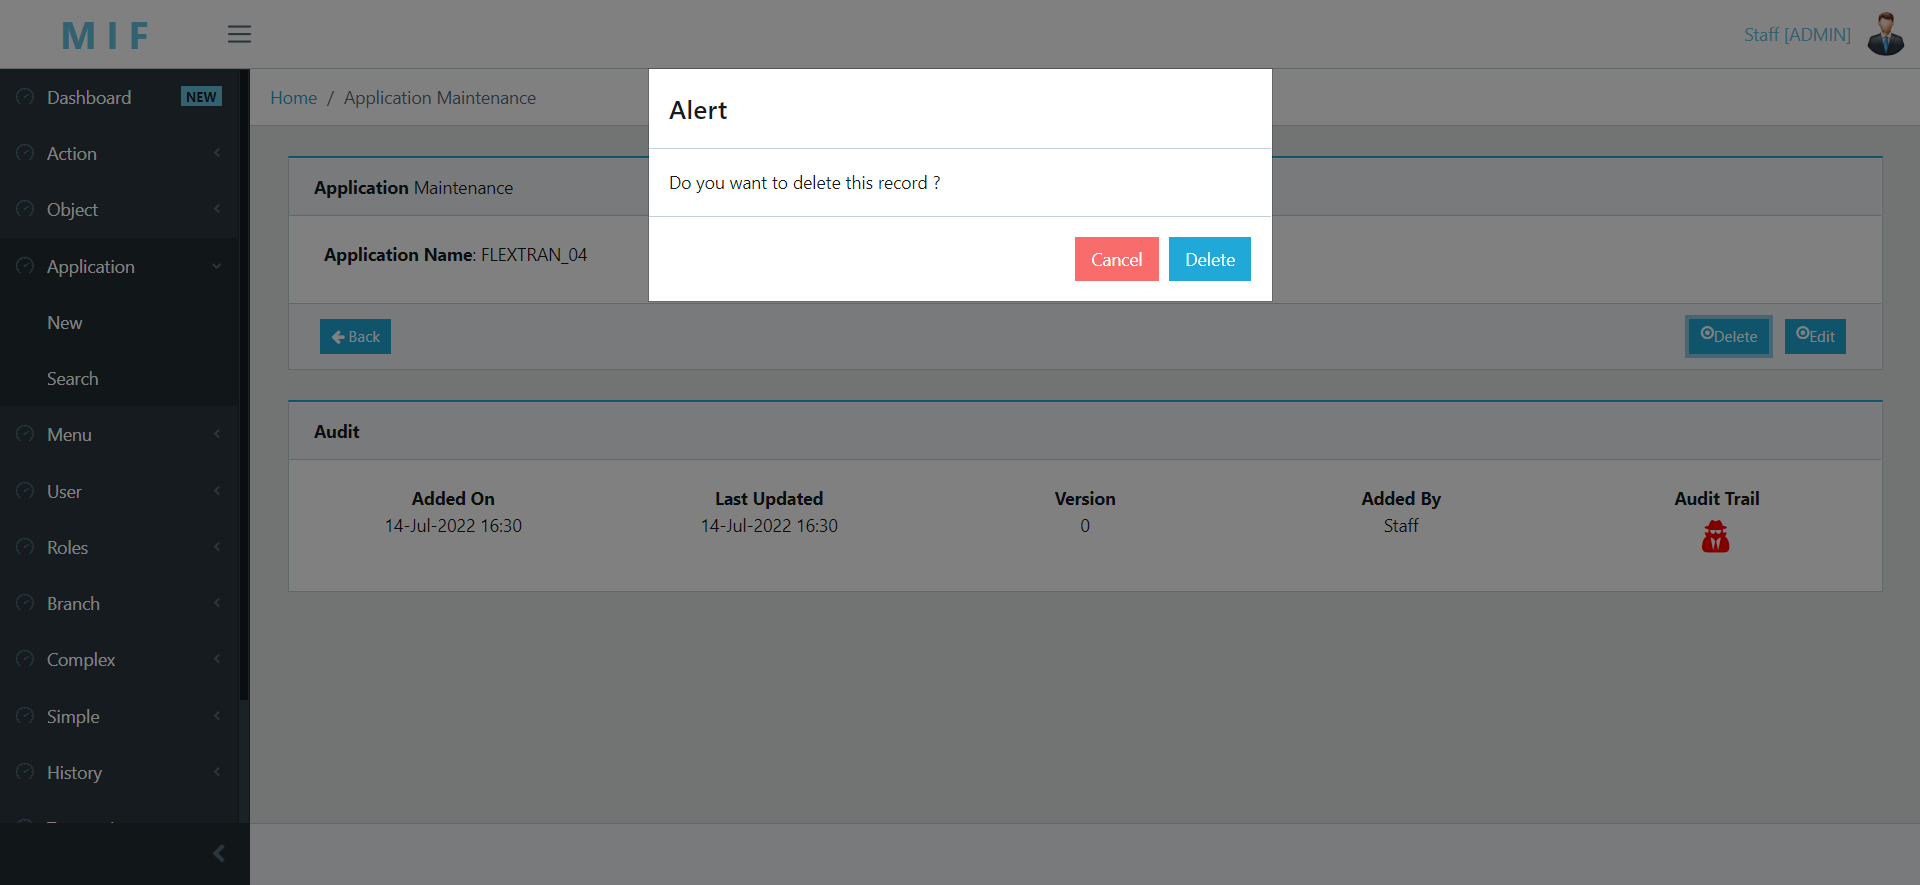 M I F
Staff [ADMIN]
Dashboard NEW
Action
Object
Application
New
Search
Menu
User
Roles
Branch
Complex
Simple
History
Home / Application Maintenance
Alert
Do you want to delete this record ?
Cancel Delete
Application Maintenance
Application Name: FLEXTRAN_04
Back Delete Edit
Audit
Added On Last Updated Version Added By Audit Trail
14-Jul-2022 16:30 14-Jul-2022 16:30 0 Staff